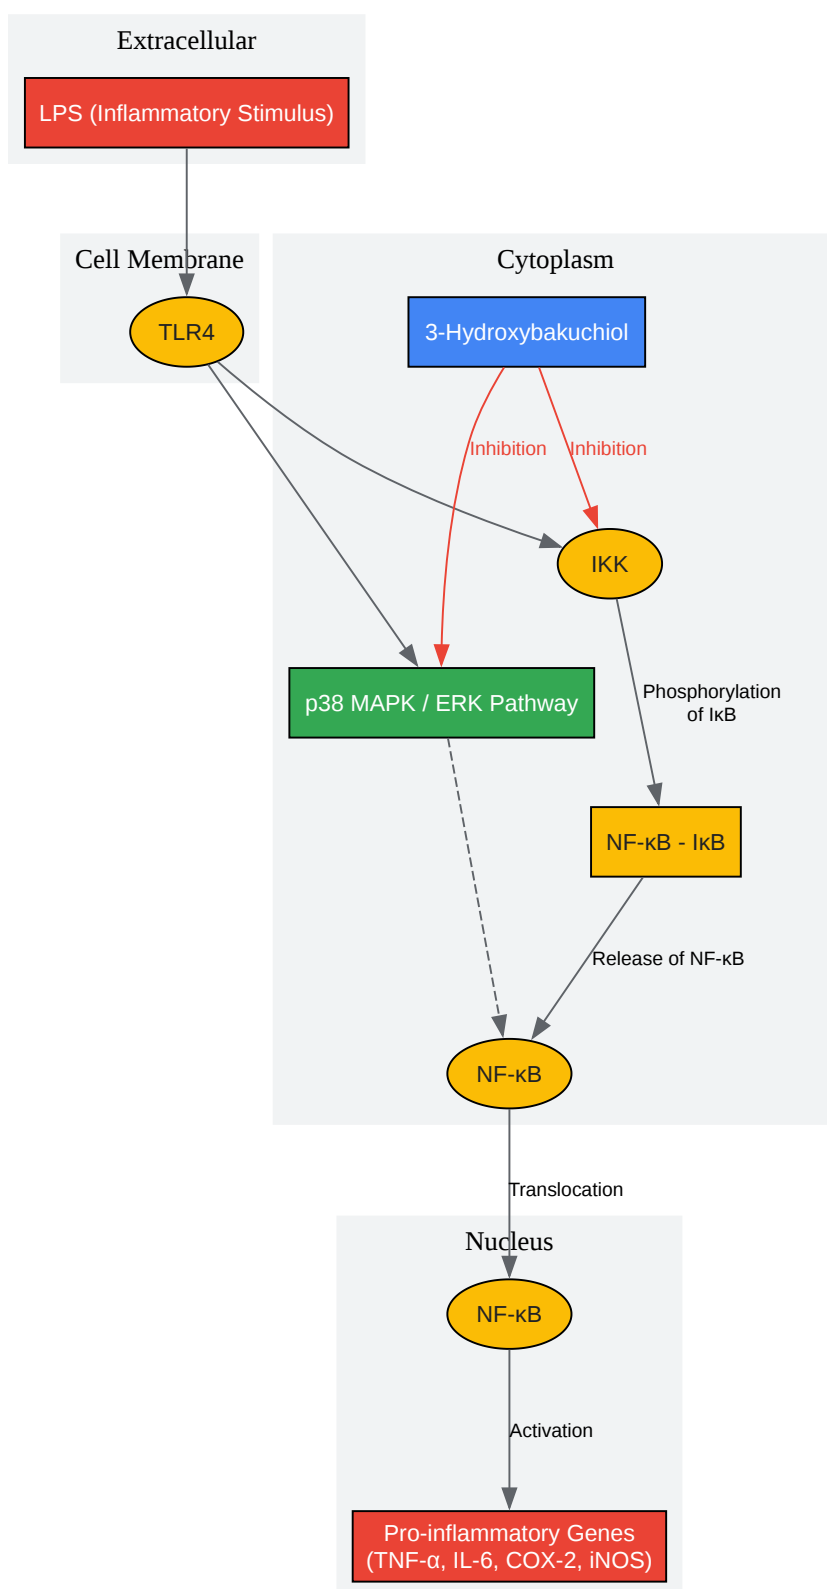 Extracellular
LPS (Inflammatory Stimulus)
Cell Membrane
Cytoplasm
TLR4
3-Hydroxybakuchiol
Inhibition
Inhibition
IKK
p38 MAPK / ERK Pathway
Phosphorylation
of IκB
NF-κB - IκB
Release of NF-κB
NF-κB
Translocation
Nucleus
NF-κB
Activation
Pro-inflammatory Genes
(TNF-α, IL-6, COX-2, iNOS)